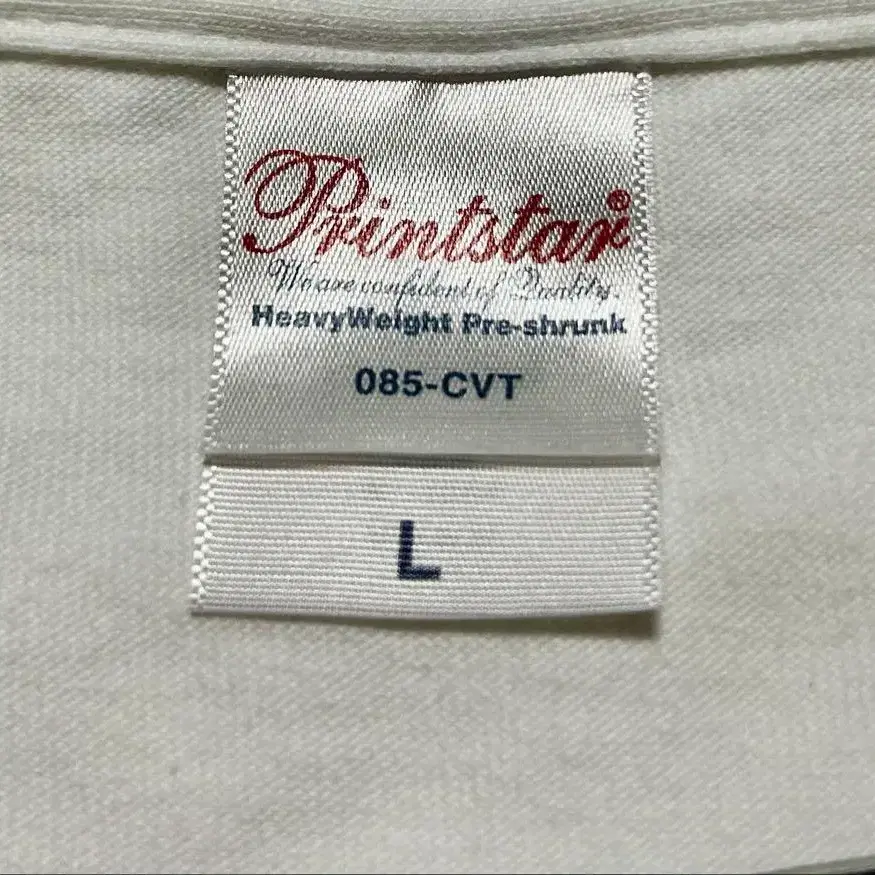 Printstar®
We are confident of Quality.
HeavyWeight Pre-shrunk
085-CVT
L